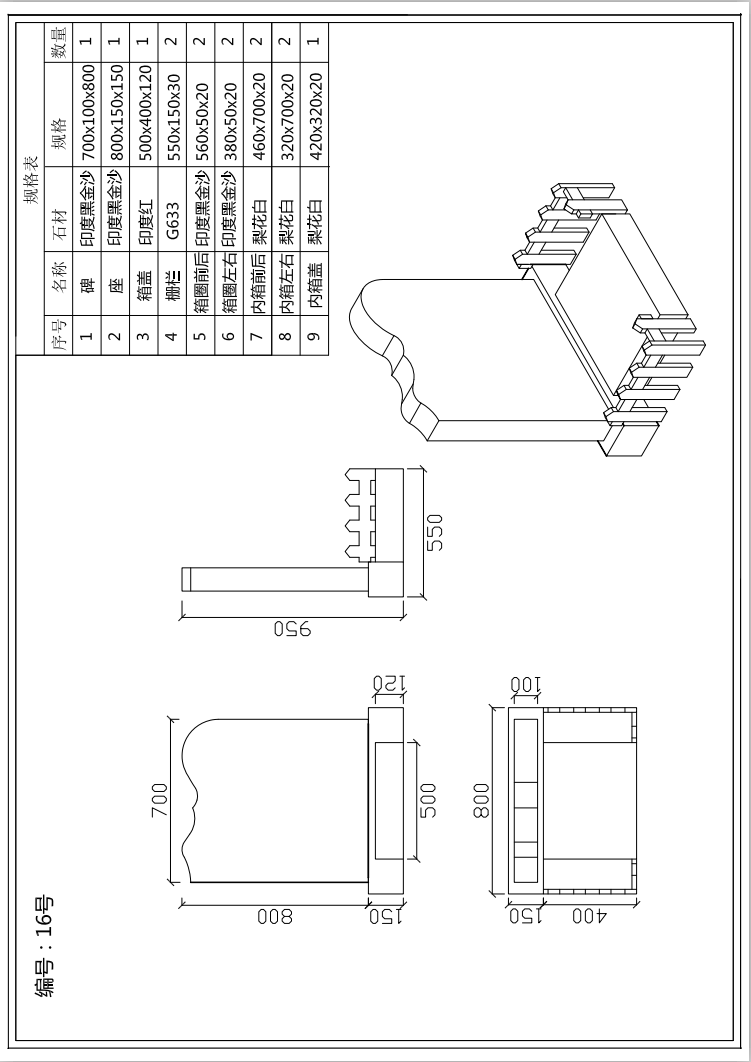 编号：16号
规格表
序号 名称 石材 规格 数量
1 碑 印度黑金沙 700x100x800 1
2 座 印度黑金沙 800x150x150 1
3 箱盖 印度红 500x400x120 1
4 栅栏 G633 550x150x30 2
5 箱圈前后 印度黑金沙 560x50x20 2
6 箱圈左右 印度黑金沙 380x50x20 2
7 内箱前后 梨花白 460x700x20 2
8 内箱左右 梨花白 320x700x20 2
9 内箱盖 梨花白 420x320x20 1
700
800
150
120
500
950
550
800
100
150
400